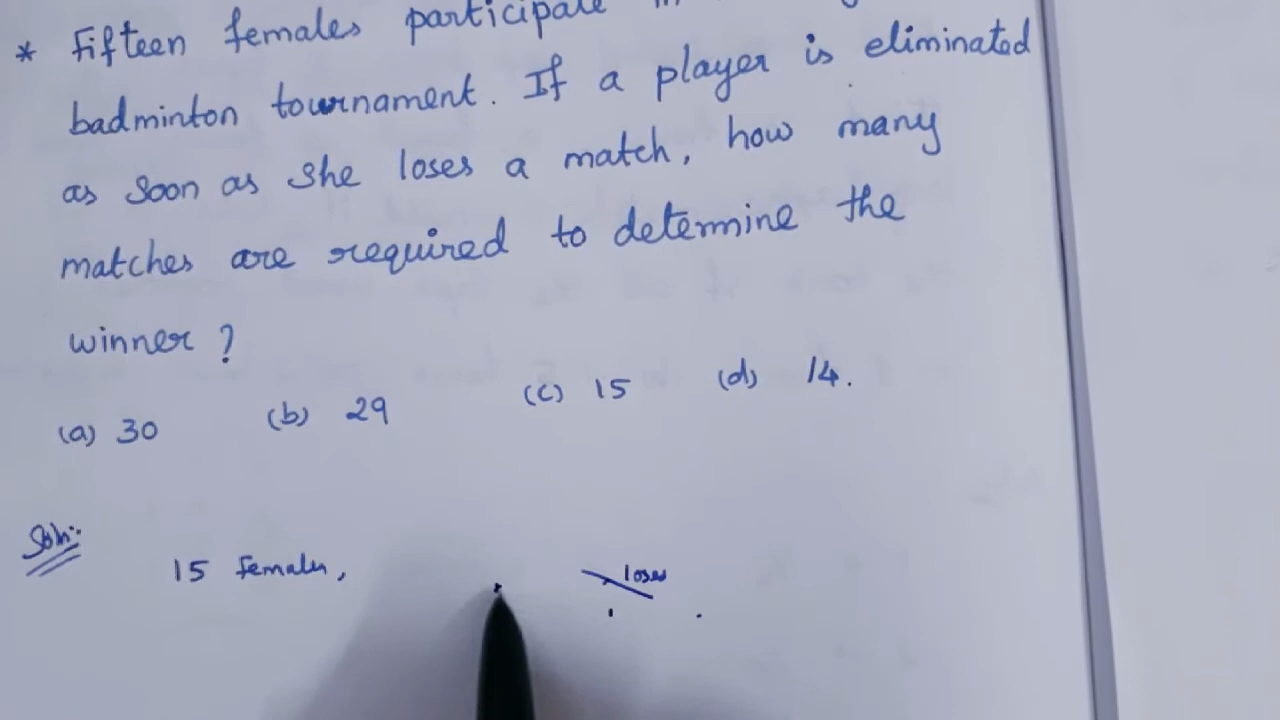 * Fifteen females participate
badminton tournament. If a player is eliminated
as soon as she loses a match, how many
matches are required to determine the
winner ?
(a) 30 (b) 29 (c) 15 (d) 14.
Soln:
15 females, loses